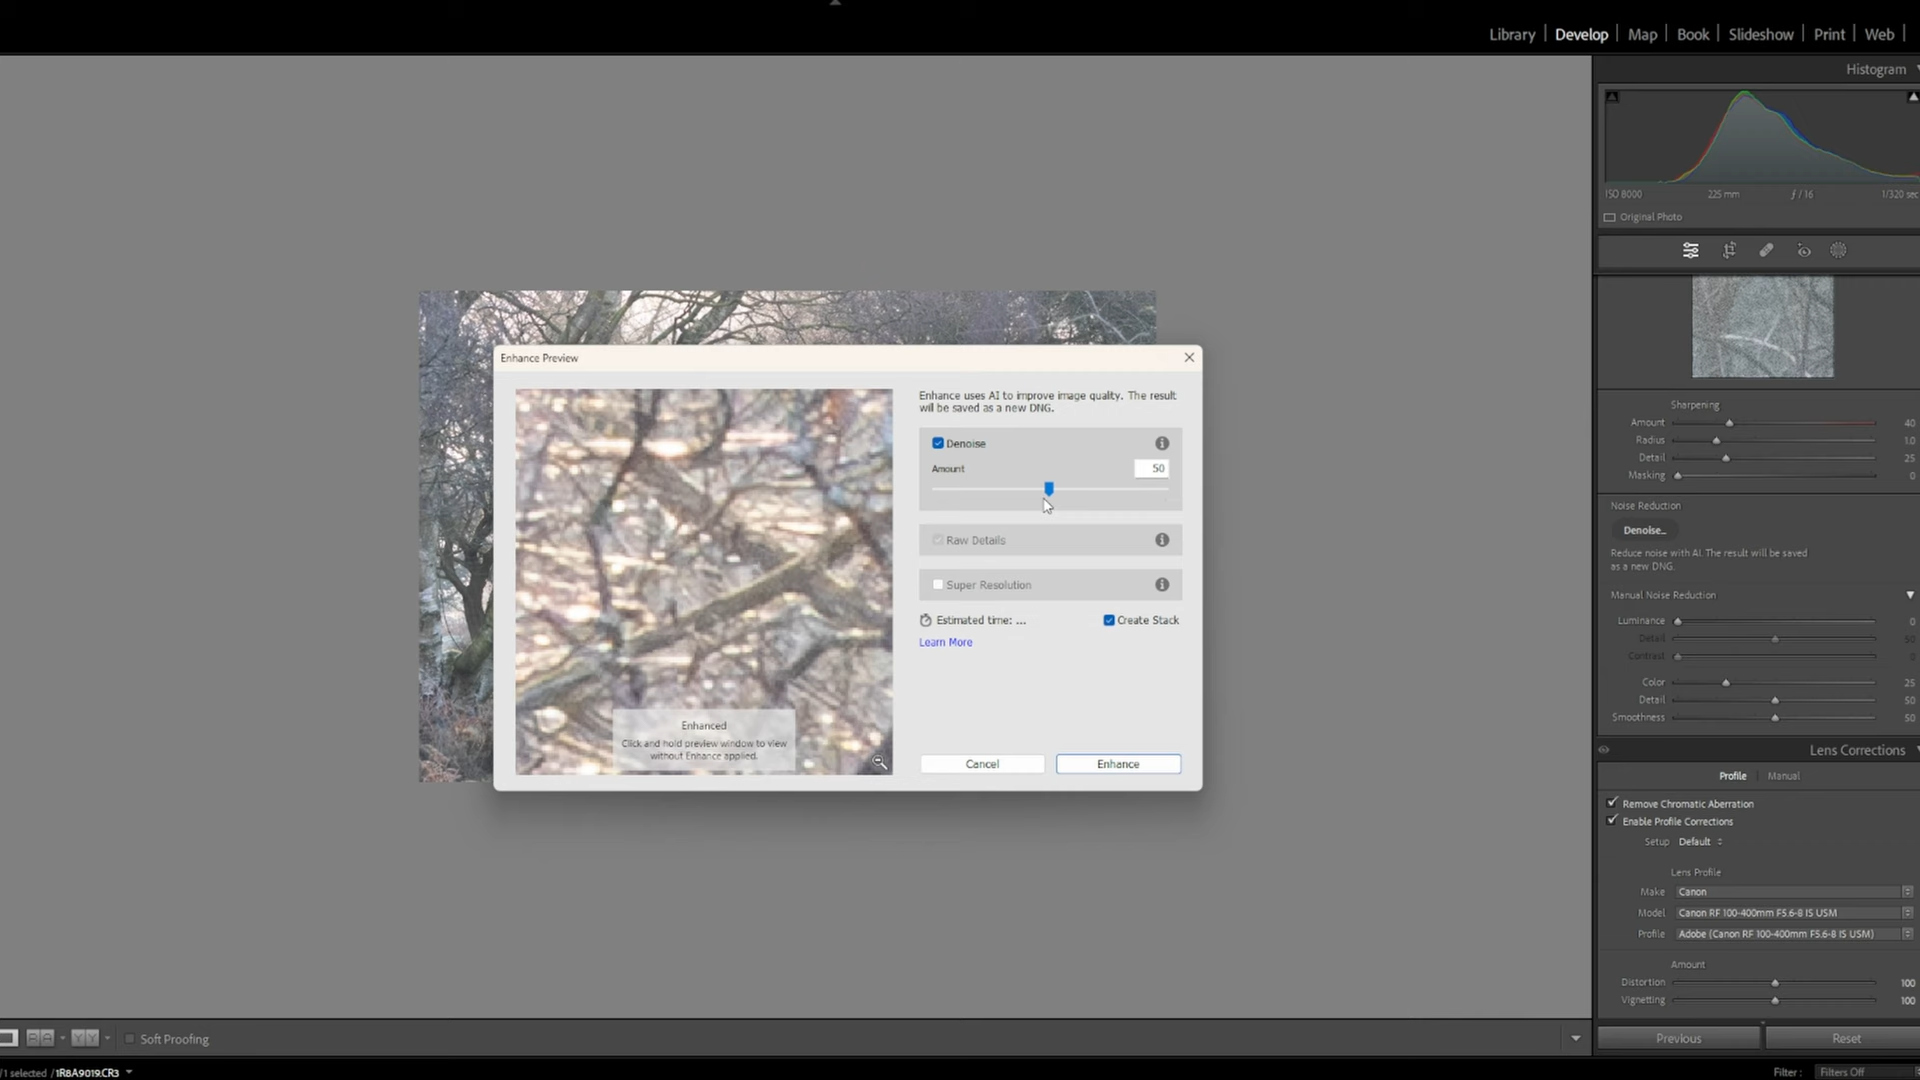 Library | Develop | Map | Book | Slideshow | Print | Web |
Histogram
ISO 8000 225 mm ƒ / 16 1/320 sec
Original Photo
Enhance Preview
Enhance uses AI to improve image quality. The result
will be saved as a new DNG.
Denoise
Amount 50
Raw Details
Super Resolution
Estimated time: ... Create Stack
Learn More
Enhanced
Click and hold preview window to view
without Enhance applied.
Cancel Enhance
Sharpening
Amount 40
Radius 1.0
Detail 25
Masking 0
Noise Reduction
Denoise...
Reduce noise with AI. The result will be saved
as a new DNG.
Manual Noise Reduction
Luminance 0
Detail 50
Contrast 0
Color 25
Detail 50
Smoothness 50
Lens Corrections
Profile | Manual
Remove Chromatic Aberration
Enable Profile Corrections
Setup Default
Lens Profile
Make Canon
Model Canon RF 100-400mm F5.6-8 IS USM
Profile Adobe (Canon RF 100-400mm F5.6-8 IS USM)
Amount
Distortion 100
Vignetting 100
Previous Reset
Soft Proofing
/1 selected / 1R8A9019.CR3
Filter : Filters Off